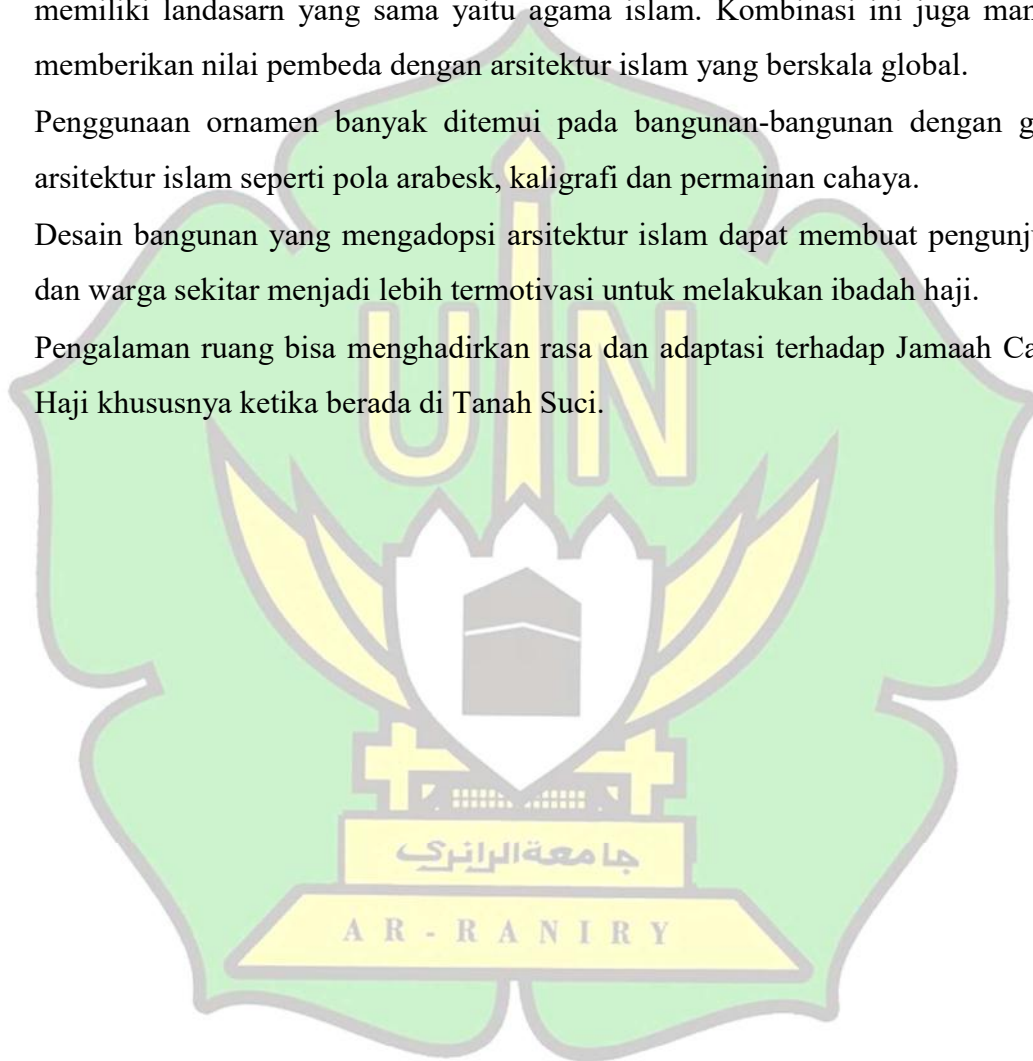 memiliki landasarn yang sama yaitu agama islam. Kombinasi ini juga
memberikan nilai pembeda dengan arsitektur islam yang berskala global.
Penggunaan ornamen banyak ditemui pada bangunan-bangunan dengan
arsitektur islam seperti pola arabesk, kaligrafi dan permainan cahaya.
Desain bangunan yang mengadopsi arsitektur islam dapat membuat
dan warga sekitar menjadi lebih termotivasi untuk melakukan ibadah haji.
Pengalaman ruang bisa menghadirkan rasa dan adaptasi terhadap Jamaah
Haji khususnya ketika berada di Tanah Suci.
UIN
جامعة الرانري
AR-RANIRY